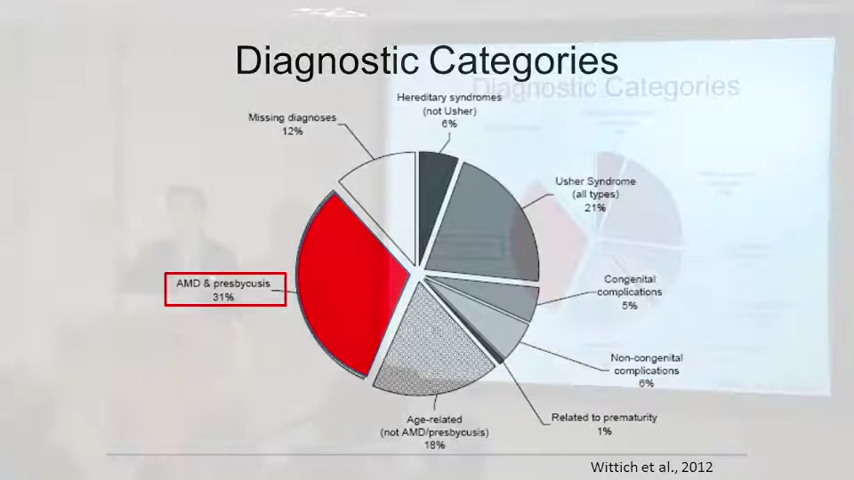 Diagnostic Categories
Diagnostic Categories
Hereditary syndromes
(not Usher)
6%
Missing diagnoses
12%
Usher Syndrome
(all types)
21%
AMD & presbycusis
31%
Congenital
complications
5%
Non-congenital
complications
6%
Related to prematurity
1%
Age-related
(not AMD/presbycusis)
18%
Wittich et al., 2012